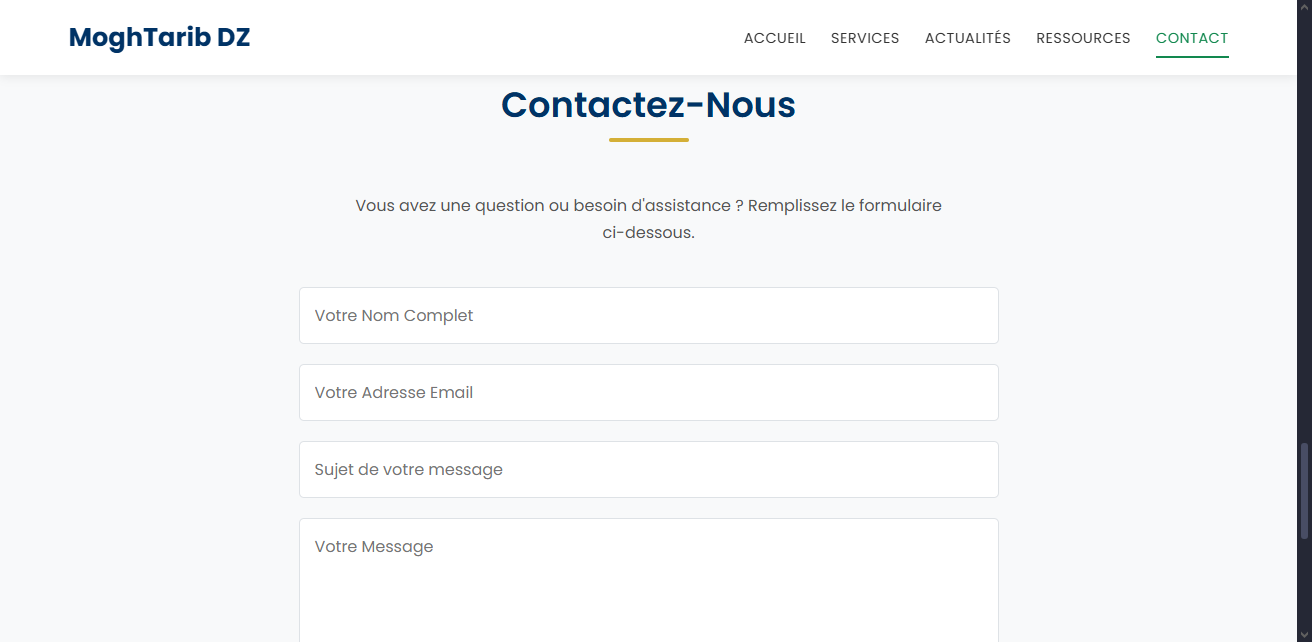 MoghTarib DZ
ACCUEIL
SERVICES
ACTUALITÉS
RESSOURCES
CONTACT
Contactez-Nous
Vous avez une question ou besoin d'assistance ? Remplissez le formulaire
ci-dessous.
Votre Nom Complet
Votre Adresse Email
Sujet de votre message
Votre Message